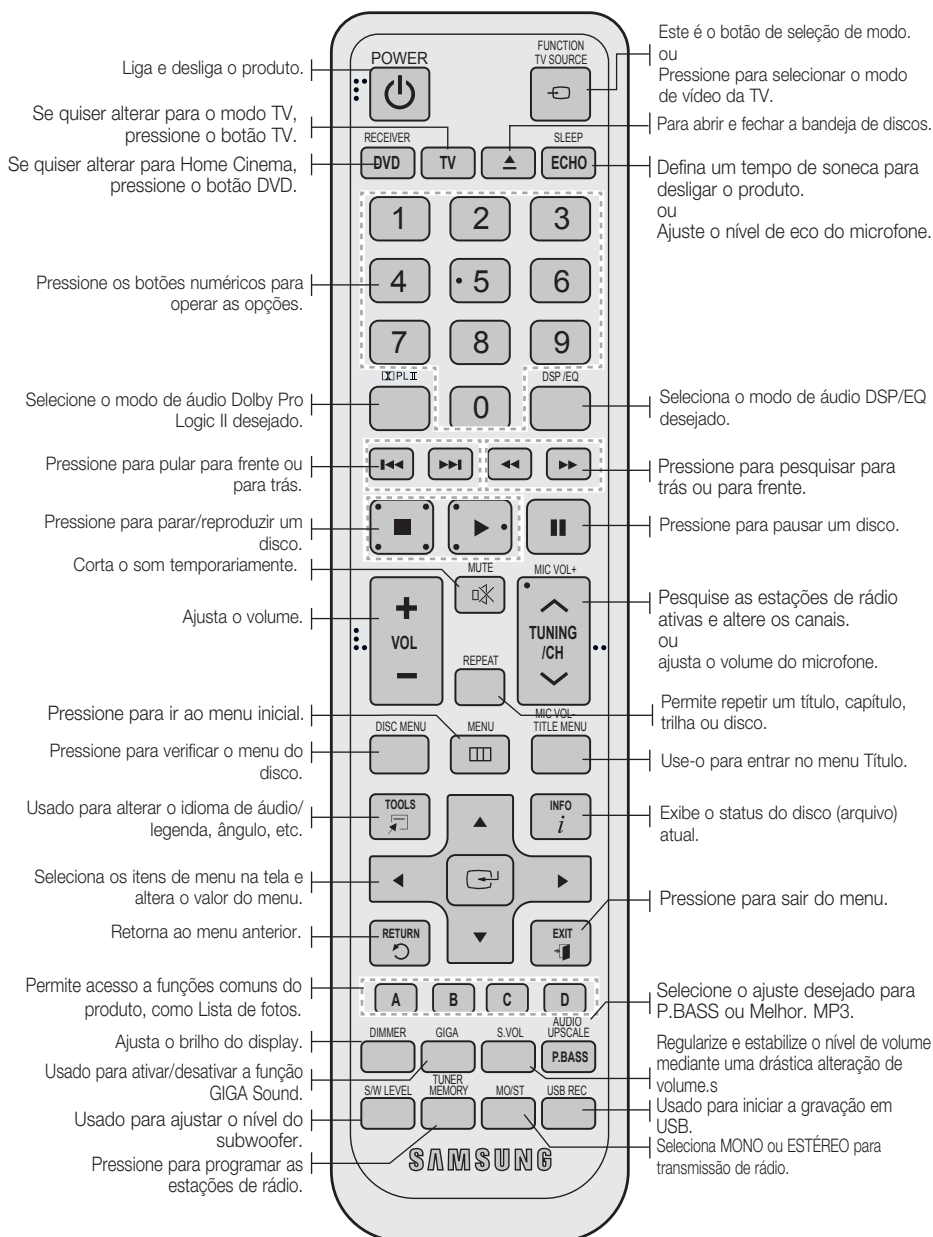 POWER
FUNCTION
TV SOURCE
Este é o botão de seleção de modo.
ou
Pressione para selecionar o modo
de vídeo da TV.
Liga e desliga o produto.
Se quiser alterar para o modo TV,
pressione o botão TV.
Para abrir e fechar a bandeja de discos.
RECEIVER
SLEEP
DVD
TV
ECHO
Se quiser alterar para Home Cinema,
pressione o botão DVD.
Defina um tempo de soneca para
desligar o produto.
ou
Ajuste o nível de eco do microfone.
1 2 3
4 5 6
7 8 9
0
Pressione os botões numéricos para
operar as opções.
PL II
DSP /EQ
Selecione o modo de áudio Dolby Pro
Logic II desejado.
Seleciona o modo de áudio DSP/EQ
desejado.
Pressione para pular para frente ou
para trás.
Pressione para pesquisar para
trás ou para frente.
Pressione para parar/reproduzir um
disco.
Pressione para pausar um disco.
Corta o som temporariamente.
MUTE
MIC VOL+
Ajusta o volume.
+
VOL
−
TUNING
/CH
Pesquise as estações de rádio
ativas e altere os canais.
ou
ajusta o volume do microfone.
REPEAT
Permite repetir um título, capítulo,
trilha ou disco.
MIC VOL-
Pressione para ir ao menu inicial.
DISC MENU
MENU
TITLE MENU
Pressione para verificar o menu do
disco.
Use-o para entrar no menu Título.
Usado para alterar o idioma de áudio/
legenda, ângulo, etc.
TOOLS
INFO
i
Exibe o status do disco (arquivo)
atual.
Seleciona os itens de menu na tela e
altera o valor do menu.
Pressione para sair do menu.
Retorna ao menu anterior.
RETURN
EXIT
Permite acesso a funções comuns do
produto, como Lista de fotos.
A B C D
Selecione o ajuste desejado para
P.BASS ou Melhor. MP3.
Ajusta o brilho do display.
DIMMER
GIGA
S.VOL
AUDIO
UPSCALE
P.BASS
Regularize e estabilize o nível de volume
mediante uma drástica alteração de
volume.s
Usado para ativar/desativar a função
GIGA Sound.
S/W LEVEL
TUNER
MEMORY
MO/ST
USB REC
Usado para iniciar a gravação em
USB.
Usado para ajustar o nível do
subwoofer.
Seleciona MONO ou ESTÉREO para
transmissão de rádio.
Pressione para programar as
estações de rádio.
SAMSUNG